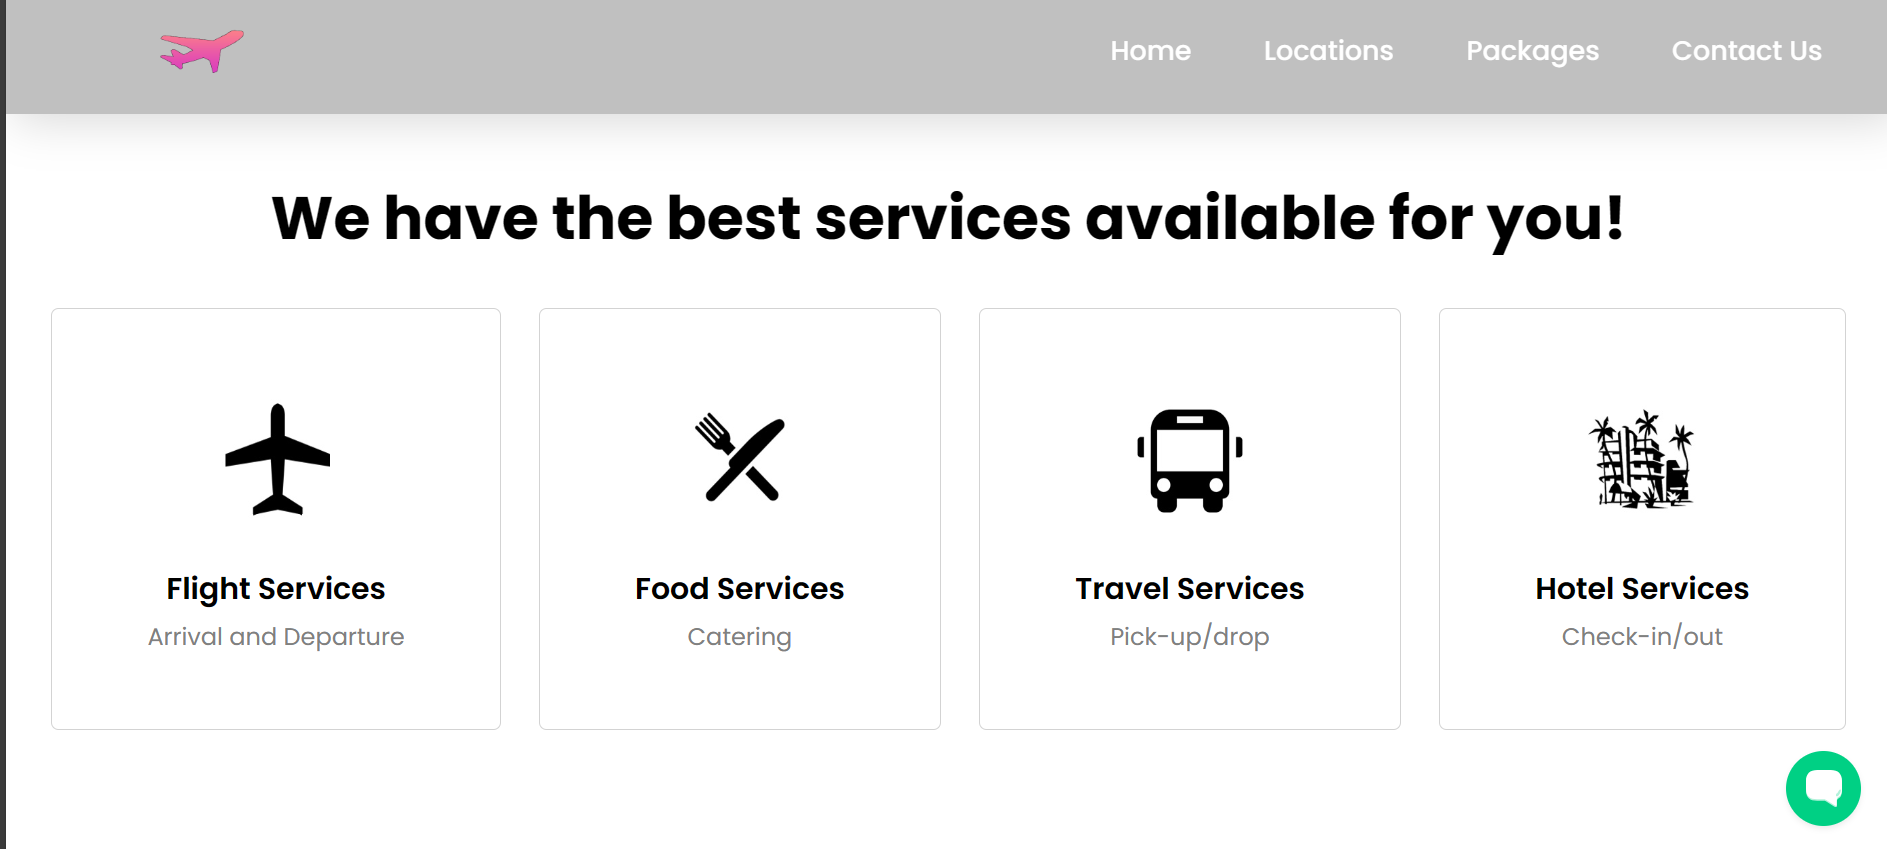 Home Locations Packages Contact Us
We have the best services available for you!
Flight Services
Arrival and Departure
Food Services
Catering
Travel Services
Pick-up/drop
Hotel Services
Check-in/out